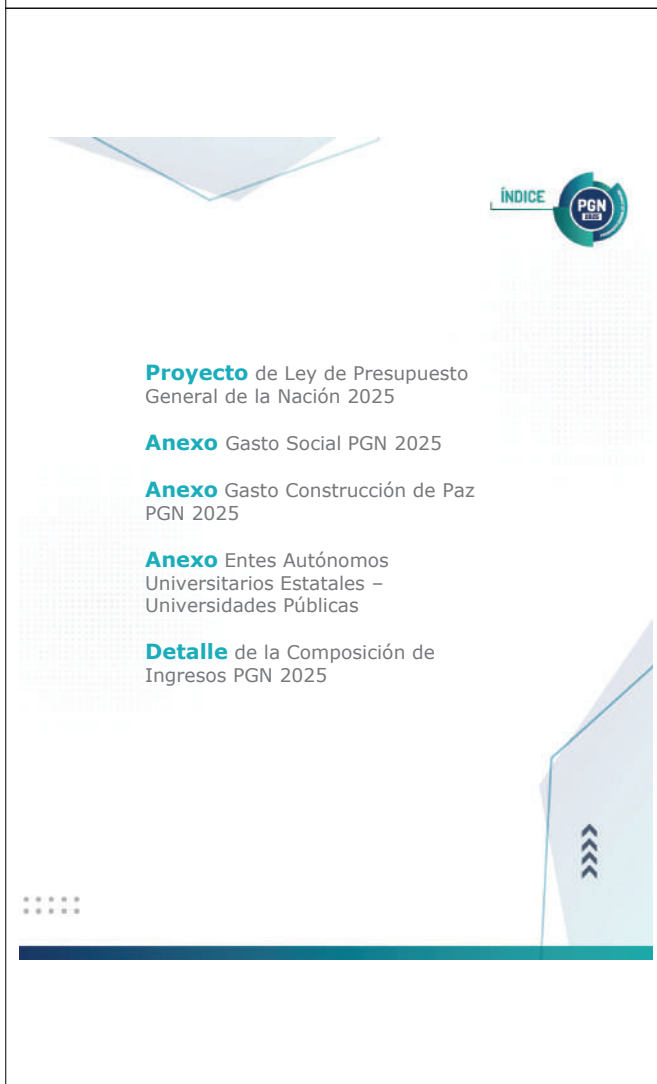 ÍNDICE
PGN
2025
Proyecto de Ley de Presupuesto
General de la Nación 2025
Anexo Gasto Social PGN 2025
Anexo Gasto Construcción de Paz
PGN 2025
Anexo Entes Autónomos
Universitarios Estatales –
Universidades Públicas
Detalle de la Composición de
Ingresos PGN 2025